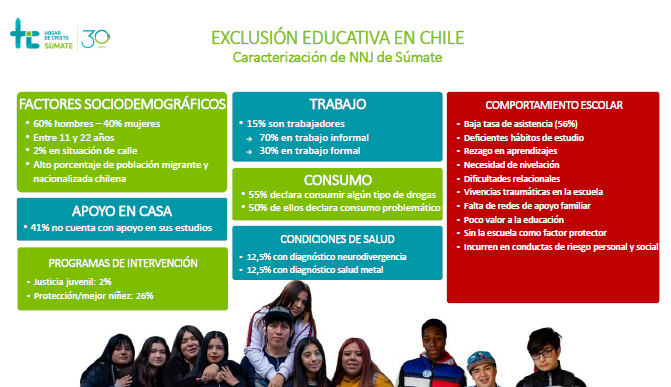 HOGAR
DE CRISTO
SÚMATE
30
EXCLUSIÓN EDUCATIVA EN CHILE
Caracterización de NNJ de Súmate
FACTORES SOCIODEMOGRÁFICOS
• 60% hombres – 40% mujeres
• Entre 11 y 22 años
• 2% en situación de calle
• Alto porcentaje de población migrante y
nacionalizada chilena
APOYO EN CASA
• 41% no cuenta con apoyo en sus estudios
PROGRAMAS DE INTERVENCIÓN
- Justicia juvenil: 2%
- Protección/mejor niñez: 26%
TRABAJO
• 15% son trabajadores
→ 70% en trabajo informal
→ 30% en trabajo formal
CONSUMO
• 55% declara consumir algún tipo de drogas
• 50% de ellos declara consumo problemático
CONDICIONES DE SALUD
- 12,5% con diagnóstico neurodivergencia
- 12,5% con diagnóstico salud metal
COMPORTAMIENTO ESCOLAR
- Baja tasa de asistencia (56%)
- Deficientes hábitos de estudio
- Rezago en aprendizajes
- Necesidad de nivelación
- Dificultades relacionales
- Vivencias traumáticas en la escuela
- Falta de redes de apoyo familiar
- Poco valor a la educación
- Sin la escuela como factor protector
- Incurren en conductas de riesgo personal y social